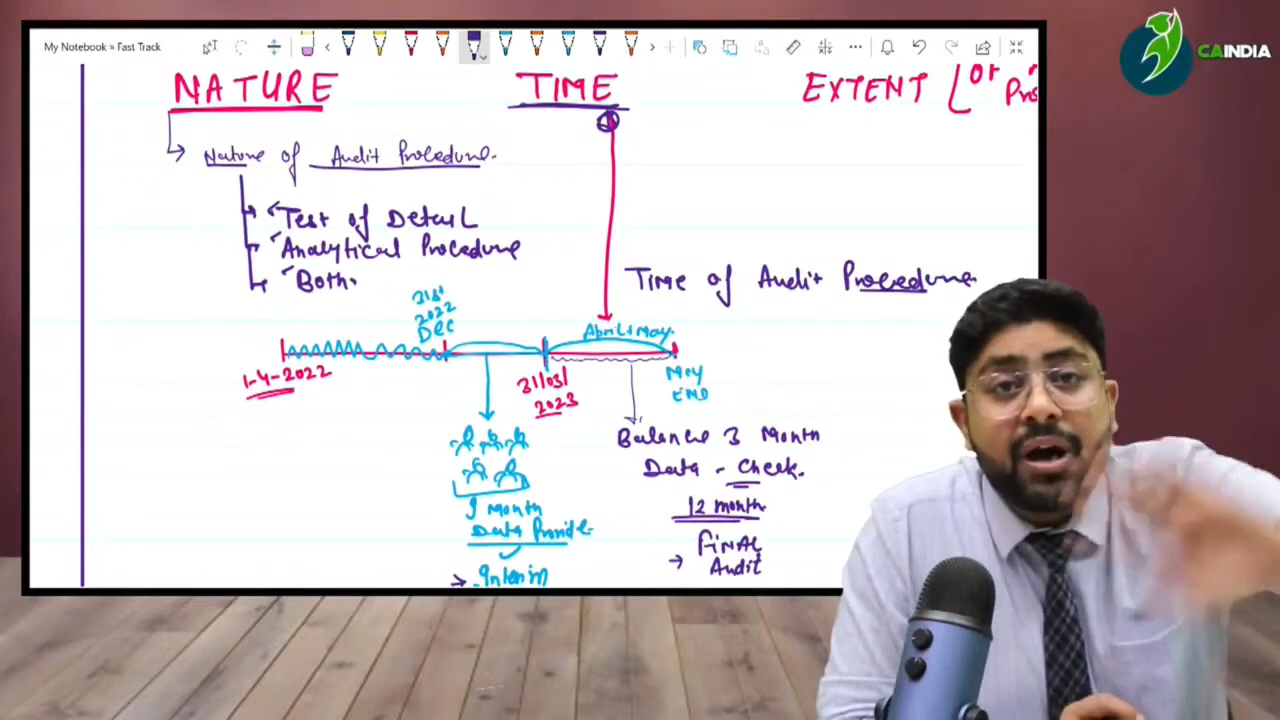 My Notebook » Fast Track
CAINDIA
NATURE
TIME
EXTENT
Nature of Audit Procedure.
Test of Detail
Analytical Procedure
Both.
Time of Audit Procedure
31st
2022
Dec
April & May.
1-4-2022
31/03/
2023
May
END
9 Month
Data Provide
Interim
Balance 3 Month
Data - Check.
12 month
FINAL
Audit